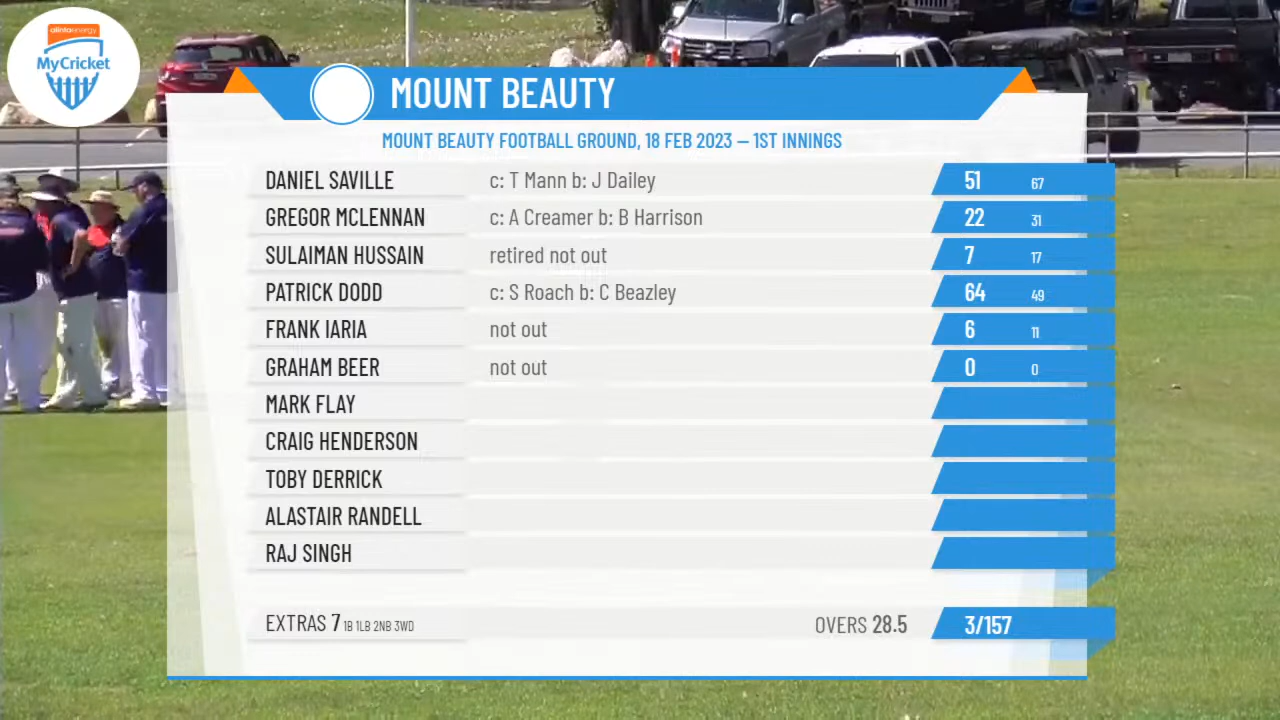 alintaenergy
MyCricket
MOUNT BEAUTY
MOUNT BEAUTY FOOTBALL GROUND, 18 FEB 2023 – 1ST INNINGS
DANIEL SAVILLE c: T Mann b: J Dailey 51 67
GREGOR MCLENNAN c: A Creamer b: B Harrison 22 31
SULAIMAN HUSSAIN retired not out 7 17
PATRICK DODD c: S Roach b: C Beazley 64 49
FRANK IARIA not out 6 11
GRAHAM BEER not out 0 0
MARK FLAY
CRAIG HENDERSON
TOBY DERRICK
ALASTAIR RANDELL
RAJ SINGH
EXTRAS 7 1B 1LB 2NB 3WD OVERS 28.5 3/157